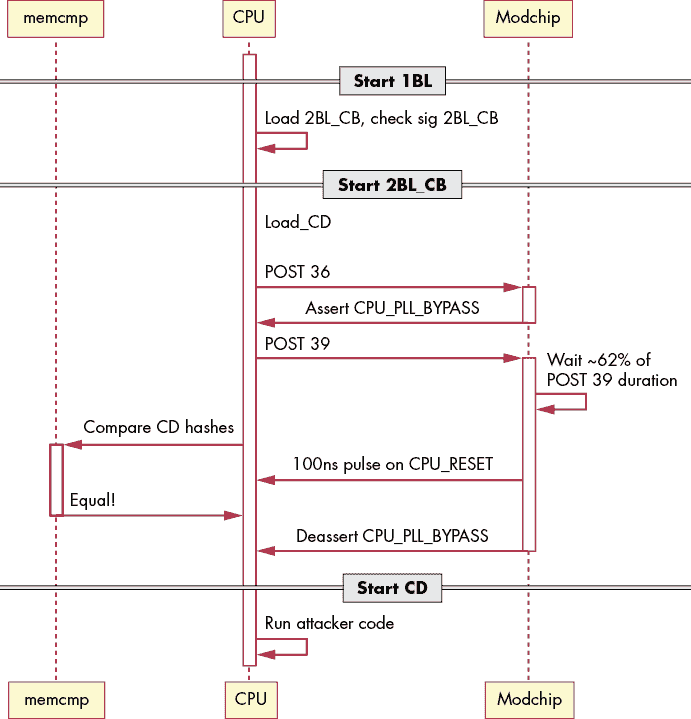 memcmp
CPU
Modchip
Start 1BL
Load 2BL_CB, check sig 2BL_CB
Start 2BL_CB
Load_CD
POST 36
Assert CPU_PLL_BYPASS
POST 39
Wait ~62% of
POST 39 duration
Compare CD hashes
100ns pulse on CPU_RESET
Equal!
Deassert CPU_PLL_BYPASS
Start CD
Run attacker code
memcmp
CPU
Modchip